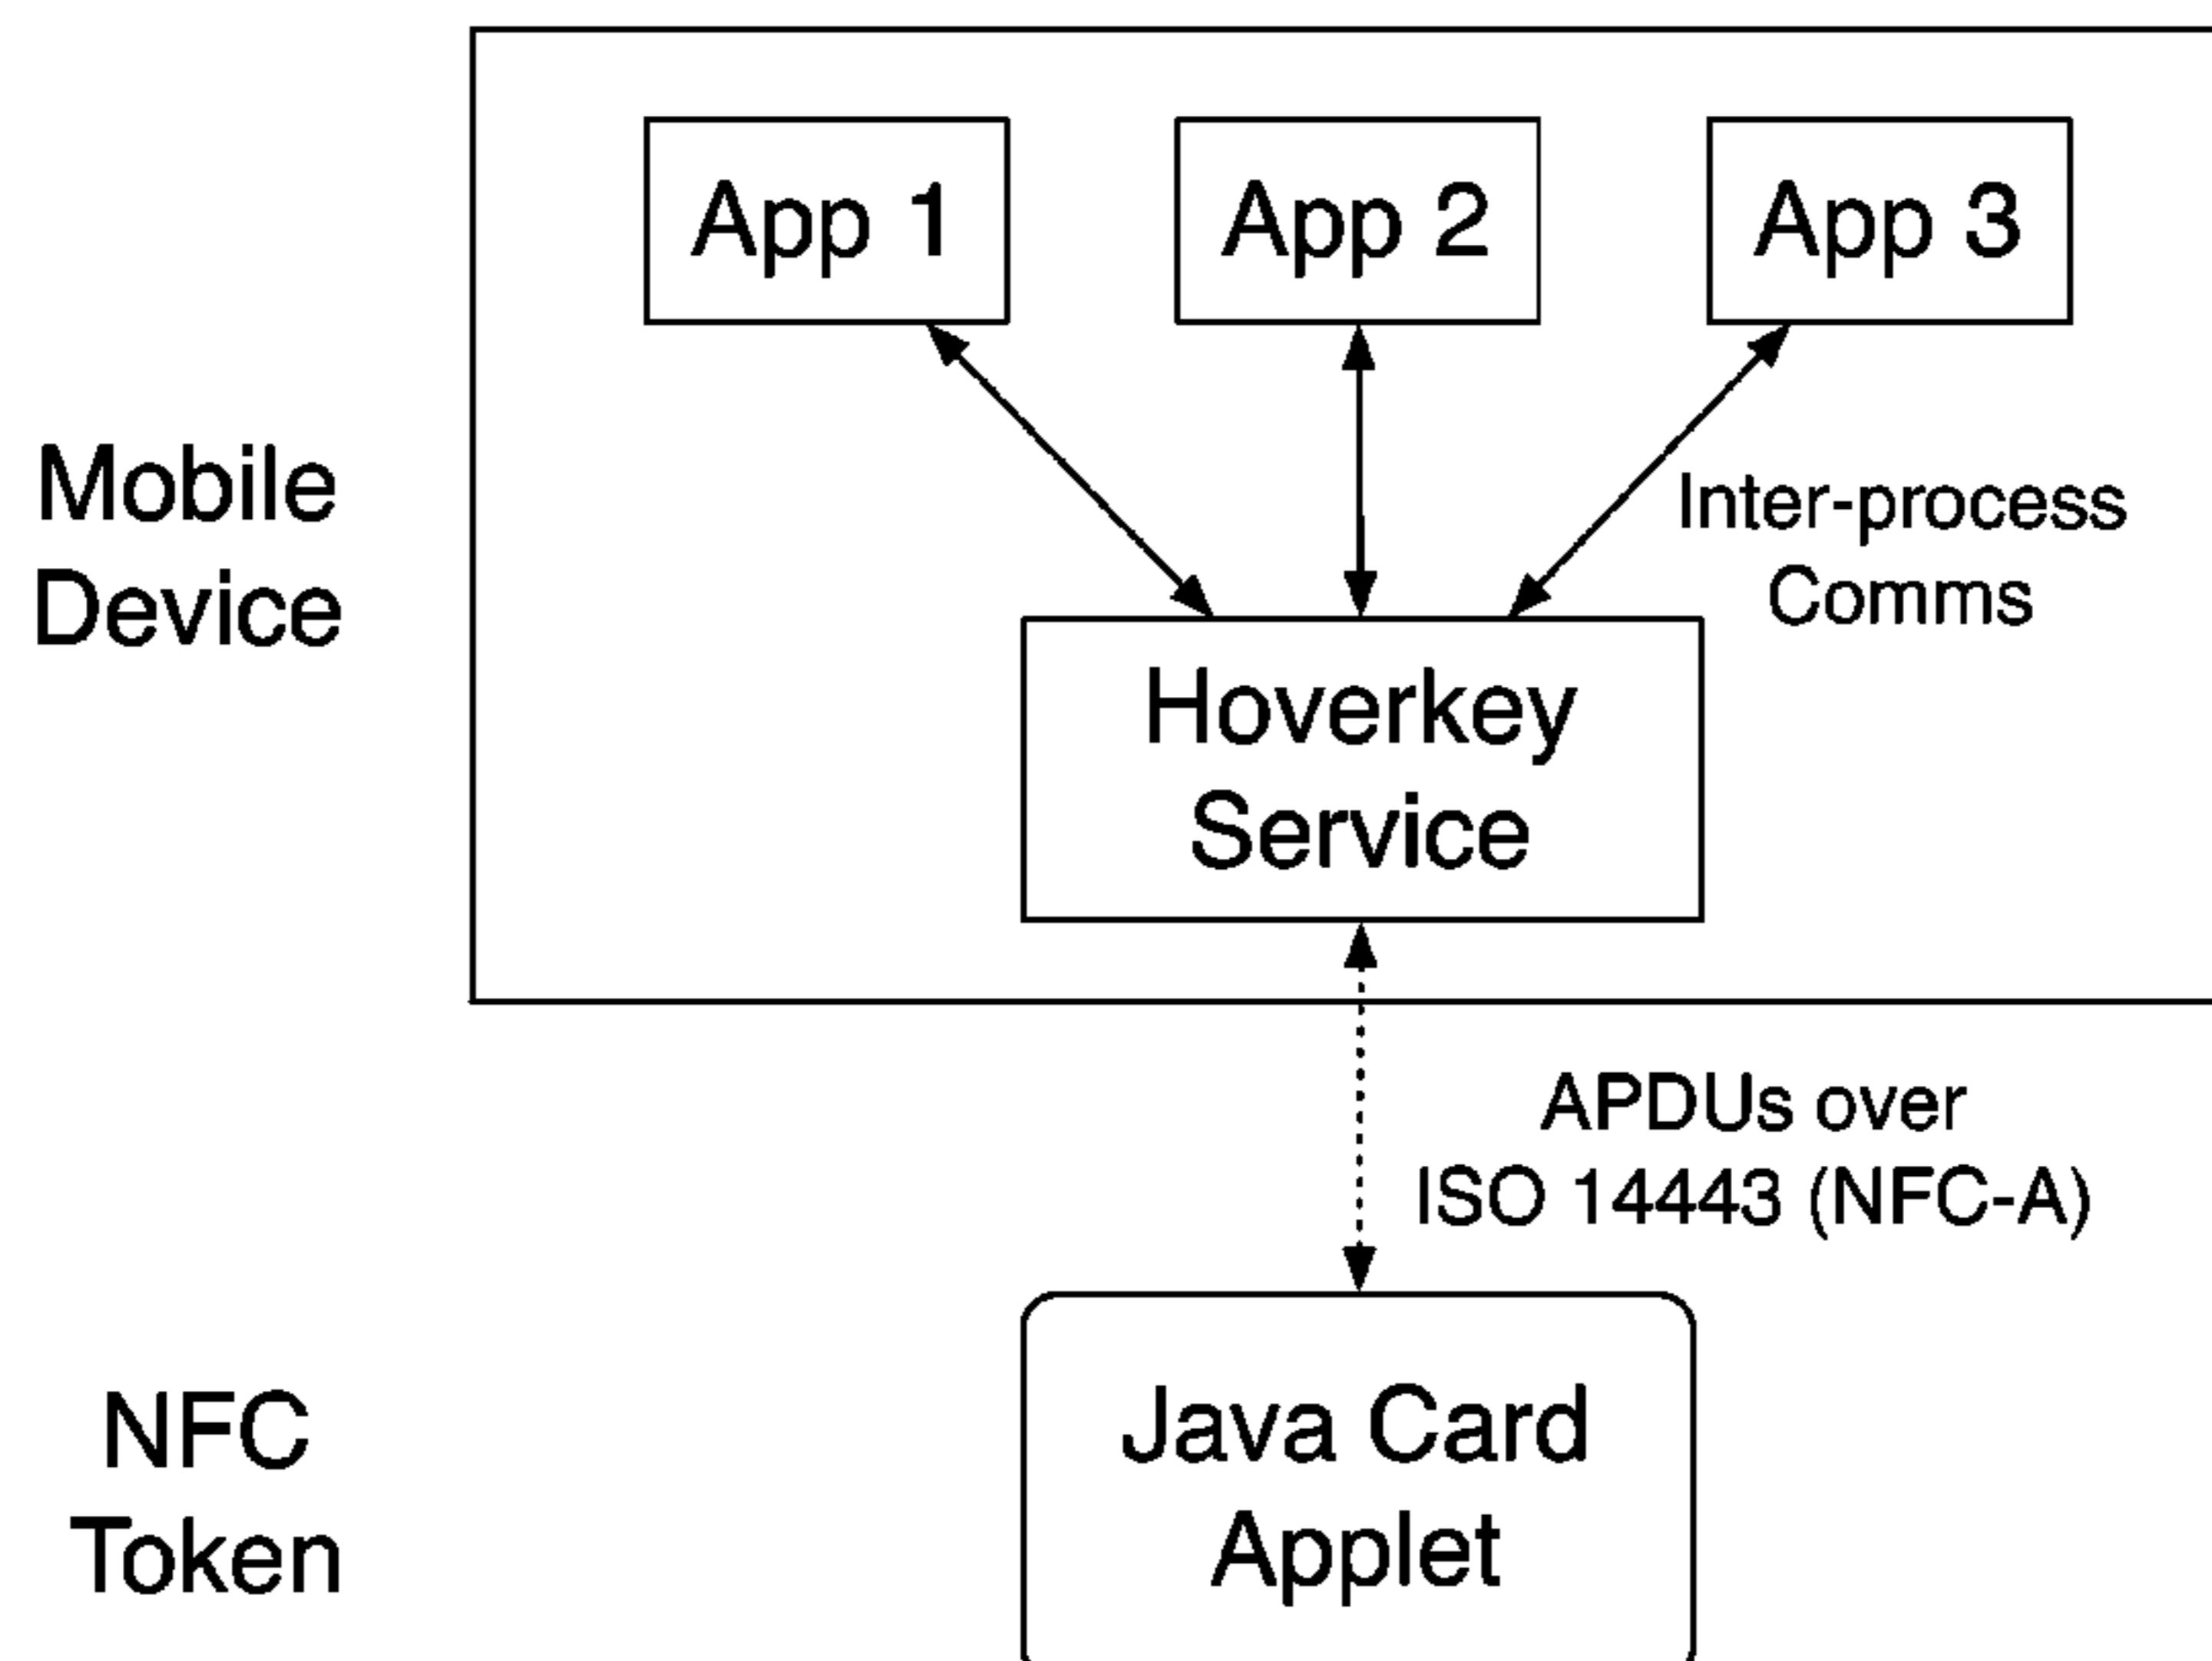 App 1
App 2
App 3
Mobile
Device
Inter-process
Comms
Hoverkey
Service
APDUs over
ISO 14443 (NFC-A)
NFC
Token
Java Card
Applet